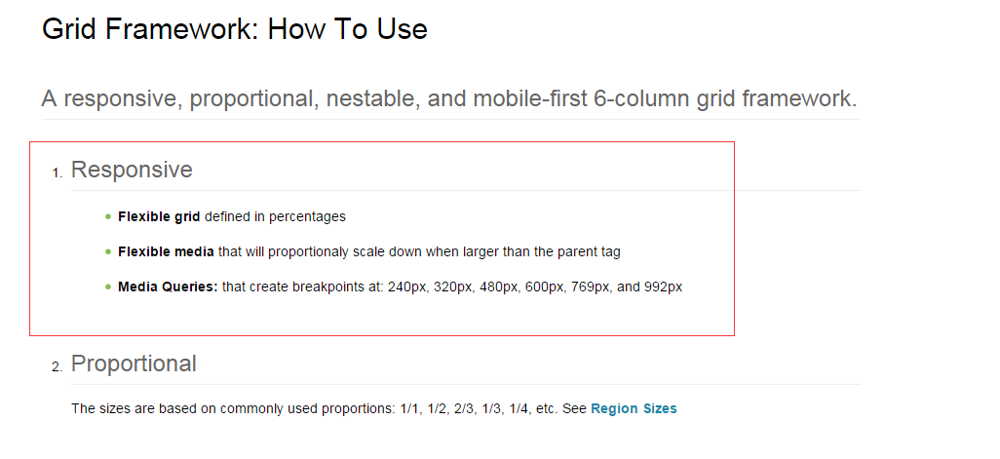 Grid Framework: How To Use
A responsive, proportional, nestable, and mobile-first 6-column grid framework.
1. Responsive
• Flexible grid defined in percentages
• Flexible media that will proportionaly scale down when larger than the parent tag
• Media Queries: that create breakpoints at: 240px, 320px, 480px, 600px, 769px, and 992px
2. Proportional
The sizes are based on commonly used proportions: 1/1, 1/2, 2/3, 1/3, 1/4, etc. See Region Sizes